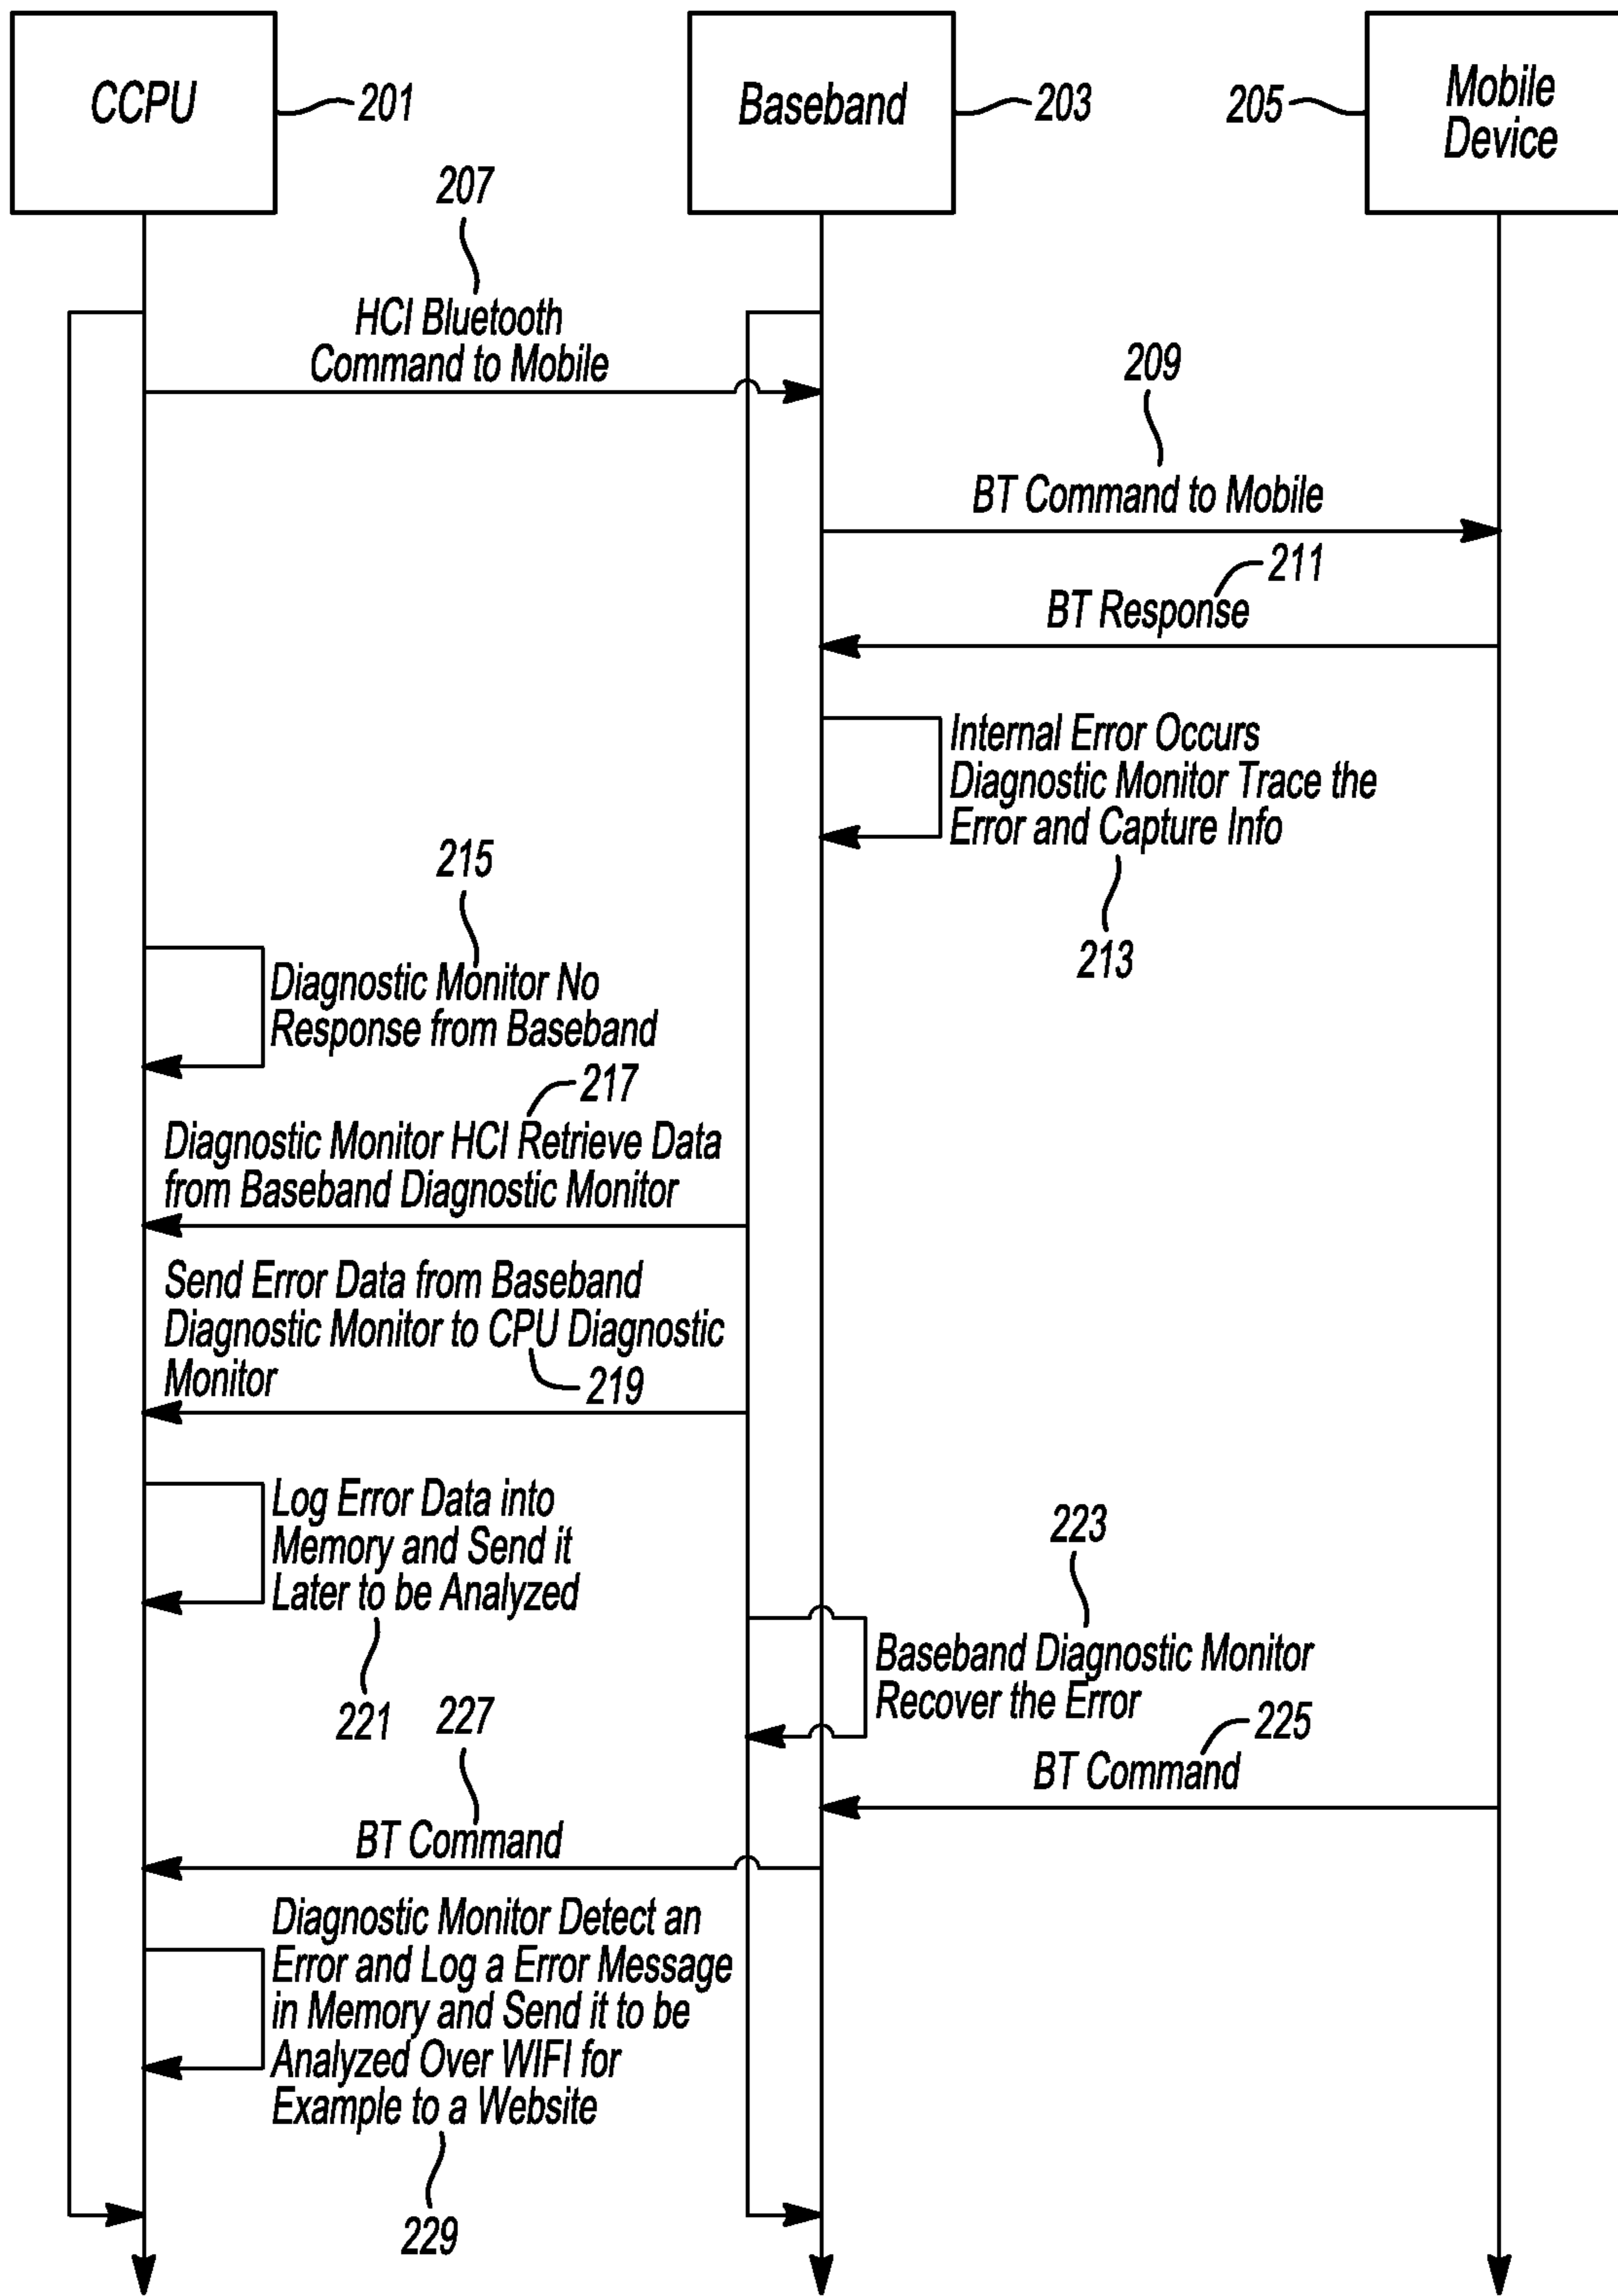 CCPU
201
Baseband
203
205
Mobile
Device
207
HCI Bluetooth
Command to Mobile
209
BT Command to Mobile
211
BT Response
Internal Error Occurs
Diagnostic Monitor Trace the
Error and Capture Info
213
215
Diagnostic Monitor No
Response from Baseband
217
Diagnostic Monitor HCI Retrieve Data
from Baseband Diagnostic Monitor
Send Error Data from Baseband
Diagnostic Monitor to CPU Diagnostic
Monitor
219
Log Error Data into
Memory and Send it
Later to be Analyzed
221
223
Baseband Diagnostic Monitor
Recover the Error
225
BT Command
227
BT Command
Diagnostic Monitor Detect an
Error and Log a Error Message
in Memory and Send it to be
Analyzed Over WIFI for
Example to a Website
229